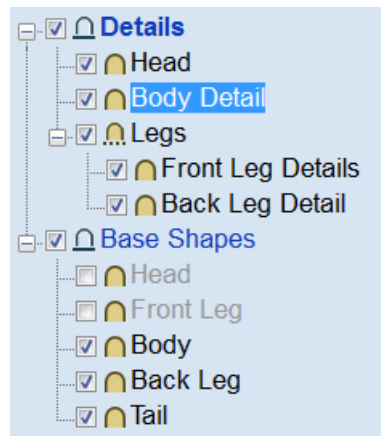 Details
Head
Body Detail
Legs
Front Leg Details
Back Leg Detail
Base Shapes
Head
Front Leg
Body
Back Leg
Tail